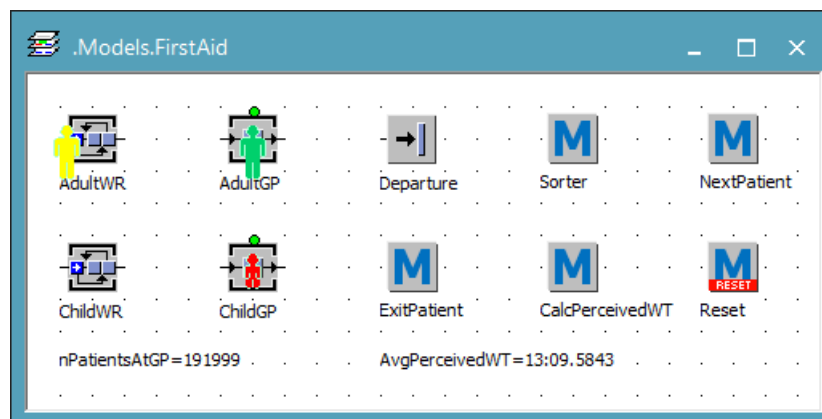 .Models.FirstAid
M M
AdultWR AdultGP Departure Sorter NextPatient
M M M
RESET
ChildWR ChildGP ExitPatient CalcPerceivedWT Reset
nPatientsAtGP=191999 AvgPerceivedWT=13:09.5843